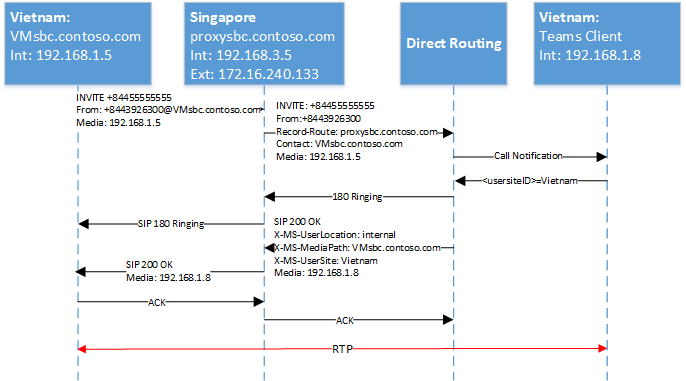 Vietnam:
VMsbc.contoso.com
Int: 192.168.1.5
Singapore
proxysbc.contoso.com
Int: 192.168.3.5
Ext: 172.16.240.133
Direct Routing
Vietnam:
Teams Client
Int: 192.168.1.8
INVITE +84455555555
From: +8443926300@VMsbc.contoso.com
Media: 192.168.1.5
INVITE: +84455555555
From:+8443926300
Record-Route: proxysbc.contoso.com
Contact: VMsbc.contoso.com
Media: 192.168.1.5
Call Notification
<usersiteID>=Vietnam
180 Ringing
SIP 180 Ringing
SIP 200 OK
X-MS-UserLocation: internal
X-MS-MediaPath: VMsbc.contoso.com
X-MS-UserSite: Vietnam
Media: 192.168.1.8
SIP 200 OK
Media: 192.168.1.8
ACK
ACK
RTP